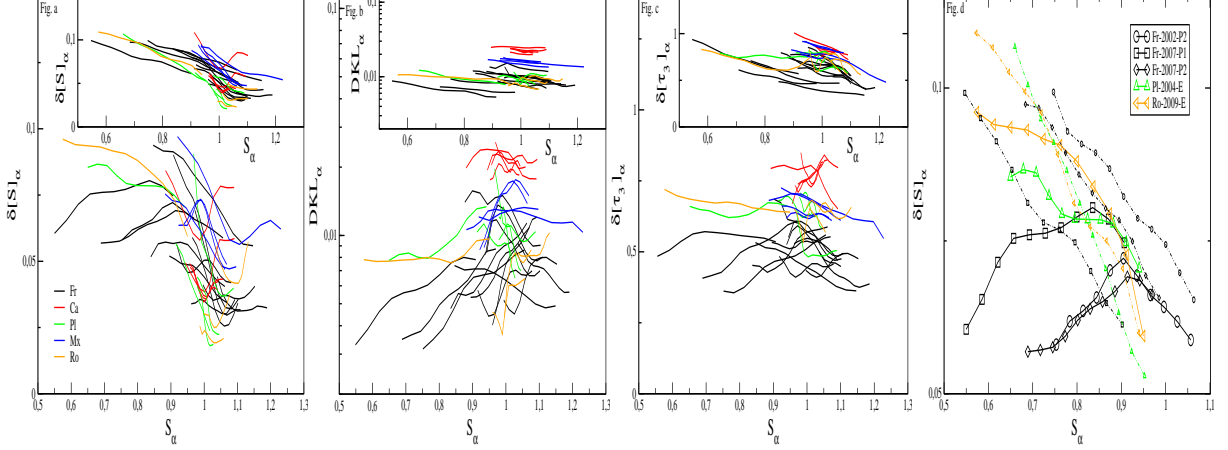 Fig. a
δ[S]α
0,1
0
0,6
0,8
1
1,2
Sα
0,1
0,05
0
Fr
Ca
Pl
Mx
Ro
0,5
0,6
0,7
0,8
0,9
1
1,1
1,2
1,3
Sα
δ[S]α
Fig. b
DKLα
0,1
0,01
0,6
0,8
1
1,2
Sα
0,1
0,01
0,5
0,6
0,7
0,8
0,9
1
1,1
1,2
1,3
Sα
DKLα
Fig. c
δ[τ3]α
1
0
0,6
0,8
1
1,2
Sα
1
0,5
0
0,5
0,6
0,7
0,8
0,9
1
1,1
1,2
1,3
Sα
δ[τ3]α
Fig. d
Fr-2002-P2
Fr-2007-P1
Fr-2007-P2
Pl-2004-E
Ro-2009-E
0,1
0,05
0,5
0,6
0,7
0,8
0,9
1
1,1
Sα
δ[S]α